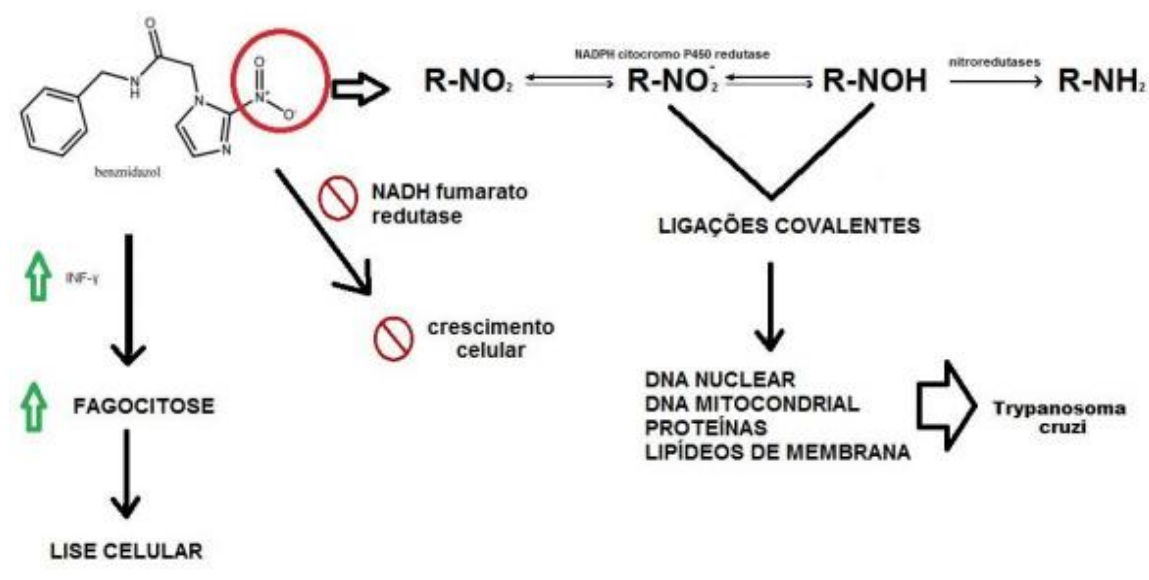 O
NH
N
N
N⁺
O
O⁻
benznidazol
NADPH citocromo P450 redutase
R-NO₂
R-NO₂⁻
R-NOH
nitroredutases
R-NH₂
NADH fumarato
redutase
LIGAÇÕES COVALENTES
INF-γ
crescimento
celular
FAGOCITOSE
DNA NUCLEAR
DNA MITOCONDRIAL
PROTEÍNAS
LIPÍDEOS DE MEMBRANA
Trypanosoma
cruzi
LISE CELULAR